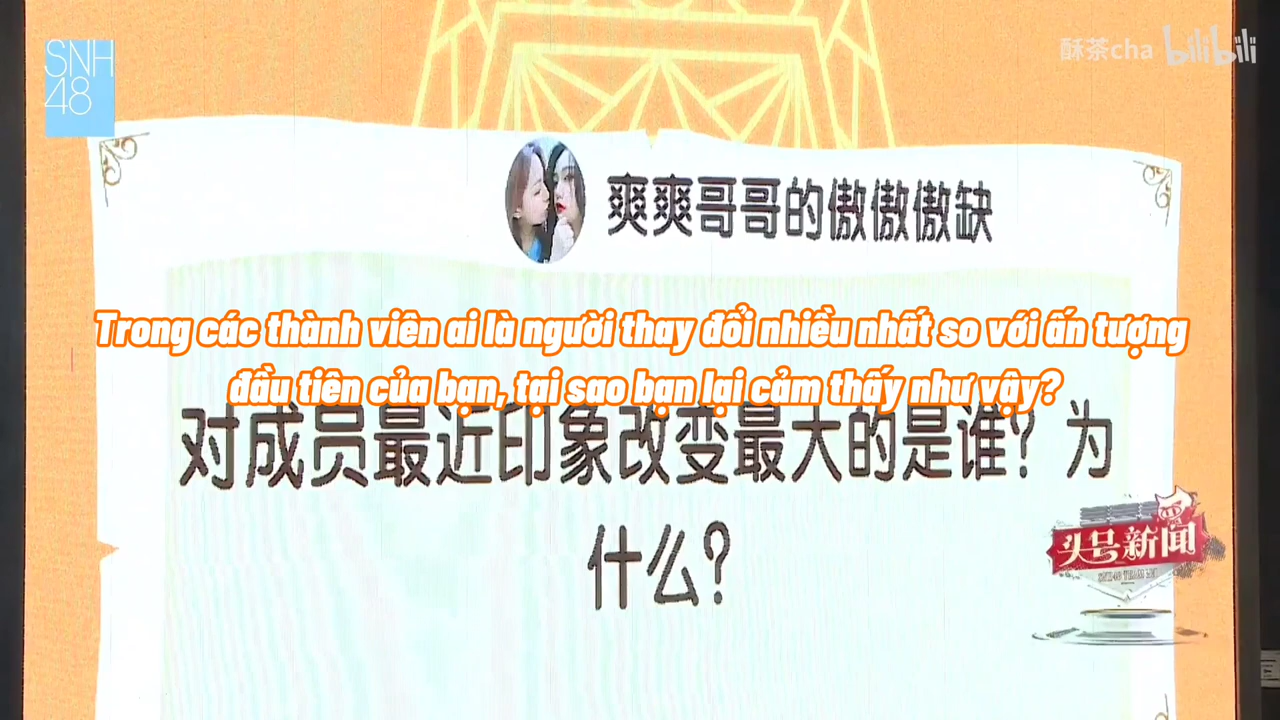 SNH
48
酥茶cha bilibili
爽爽哥哥的傲傲傲缺
Trong các thành viên ai là người thay đổi nhiều nhất so với ấn tượng
đầu tiên của bạn, tại sao bạn lại cảm thấy như vậy?
对成员最近印象改变最大的是谁？为
什么？
头号新闻